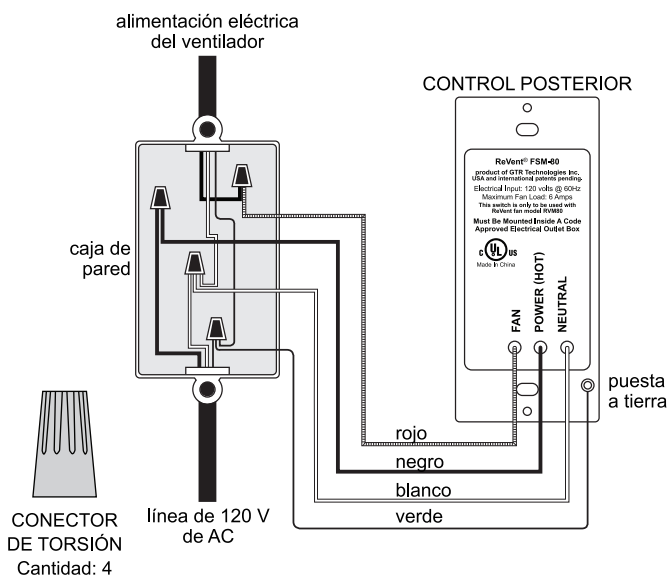 alimentación eléctrica
del ventilador
CONTROL POSTERIOR
ReVent® FSM-80
product of GTR Technologies Inc.
USA and international patents pending.
Electrical Input: 120 volts @ 60Hz
Maximum Fan Load: 6 Amps
This switch is only to be used with
ReVent fan model RVM80
Must Be Mounted Inside A Code
Approved Electrical Outlet Box
C UL US
Made In China
FAN
POWER (HOT)
NEUTRAL
caja de
pared
puesta
a tierra
rojo
negro
blanco
verde
línea de 120 V
de AC
CONECTOR
DE TORSIÓN
Cantidad: 4